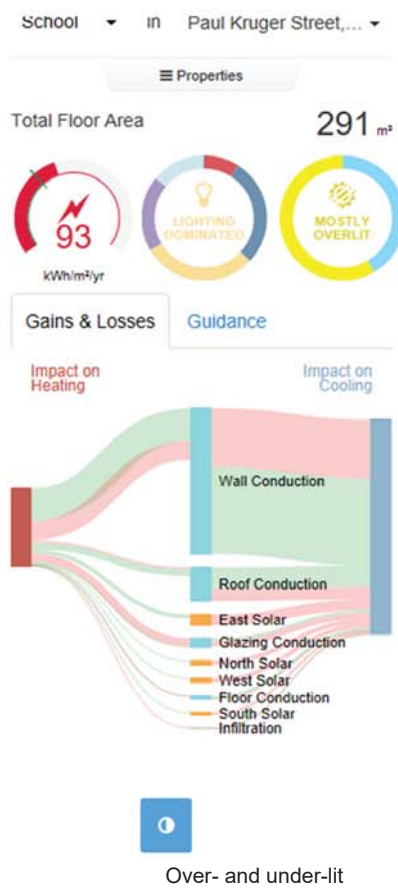 School in Paul Kruger Street,...
Properties
Total Floor Area 291 m²
93
kWh/m²/yr
LIGHTING
DOMINATED
MOSTLY
OVERLIT
Gains & Losses Guidance
Impact on
Heating
Impact on
Cooling
Wall Conduction
Roof Conduction
East Solar
Glazing Conduction
North Solar
West Solar
Floor Conduction
South Solar
Infiltration
Over- and under-lit